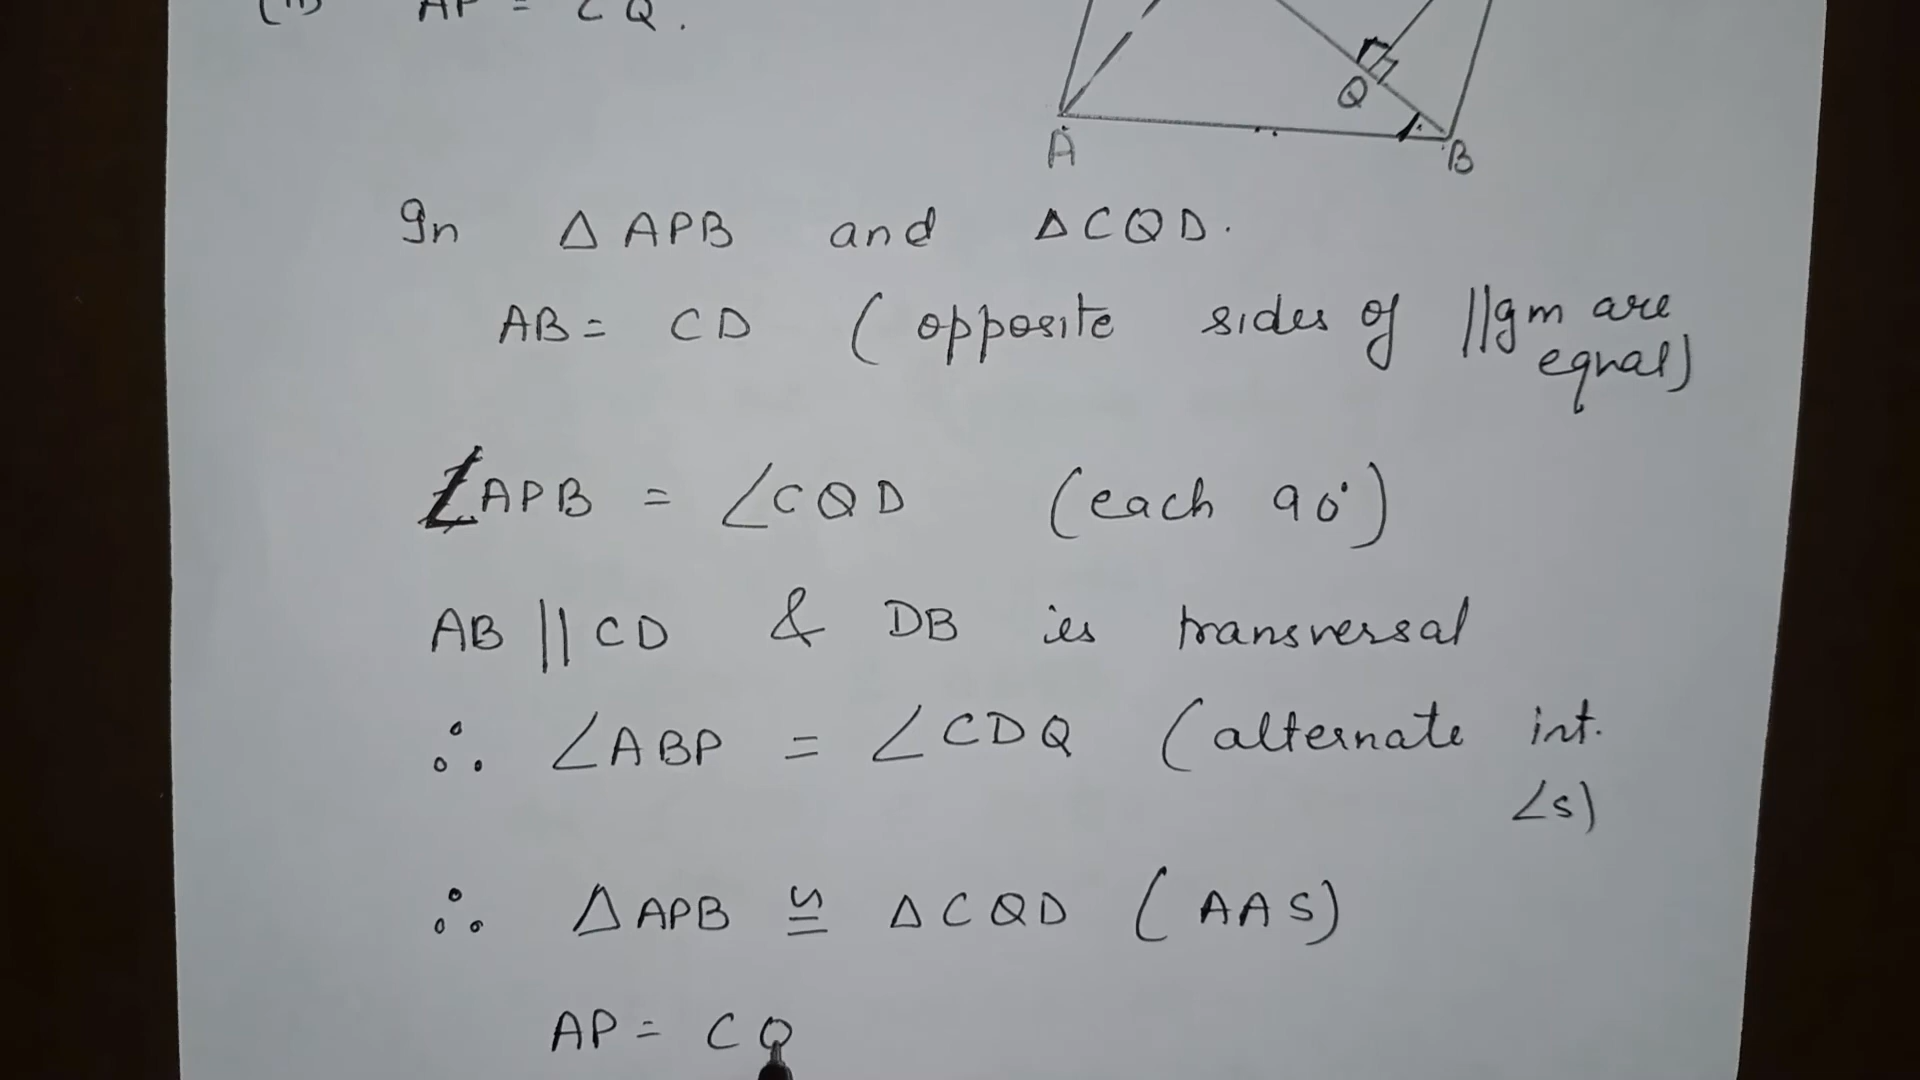 (ii) AP = CQ.
Q
A
B
In △APB and △CQD.
AB = CD (opposite sides of ||gm are equal)
∠APB = ∠CQD (each 90°)
AB || CD & DB is transversal
∴ ∠ABP = ∠CDQ (alternate int. ∠s)
∴ △APB ≅ △CQD (AAS)
AP = CQ